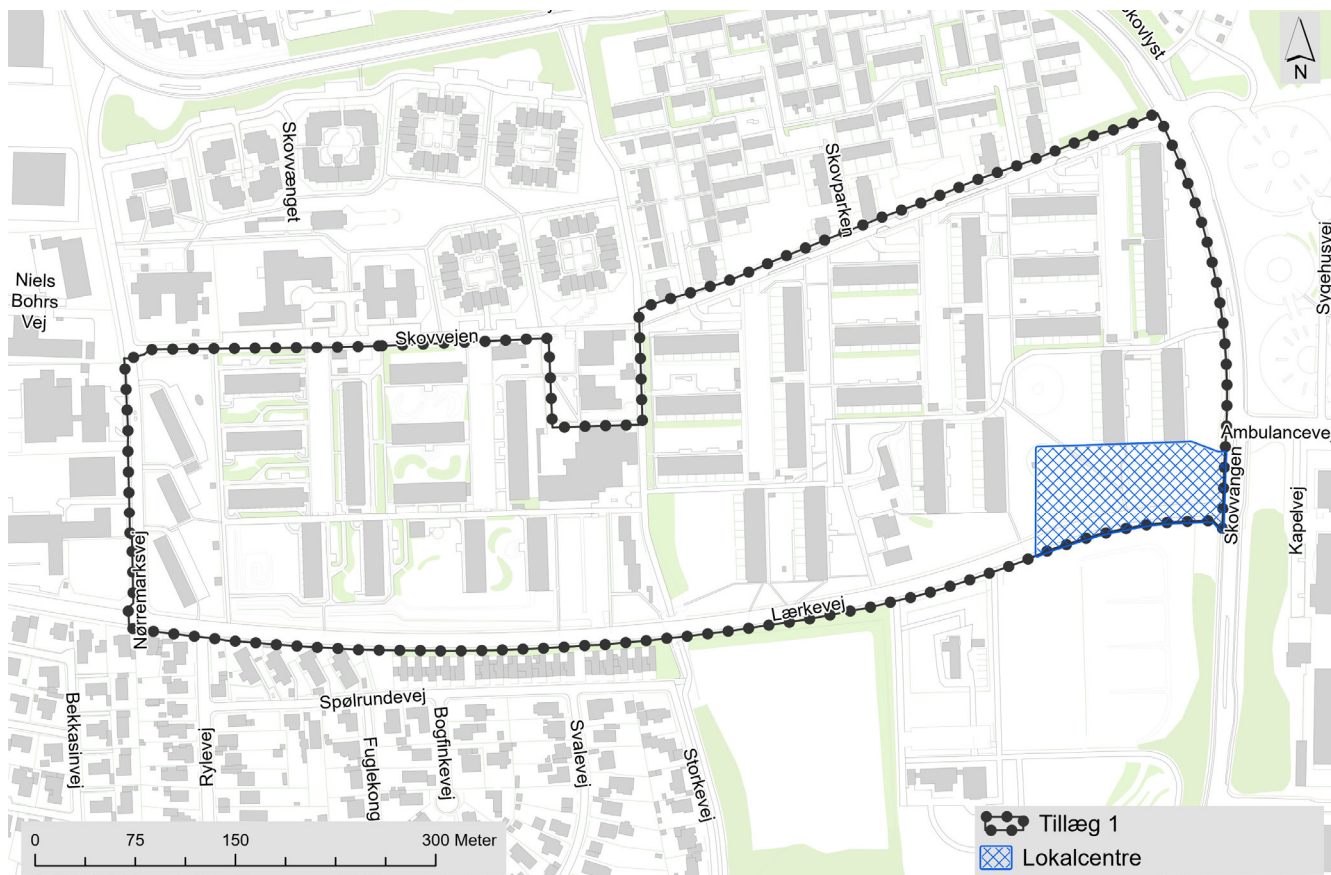 Skovlyst
N
Skovvænget
Skovparken
Sygehusvej
Niels
Bohrs
Vej
Skovvejen
Ambulancevej
Skovvangen
Kapelvej
Nørremarksvej
Lærkevej
Spølrundevej
Bekkasinvej
Rylevej
Fuglekong
Bogfinkevej
Svalevej
Storkevej
0 75 150 300 Meter
Tillæg 1
Lokalcentre